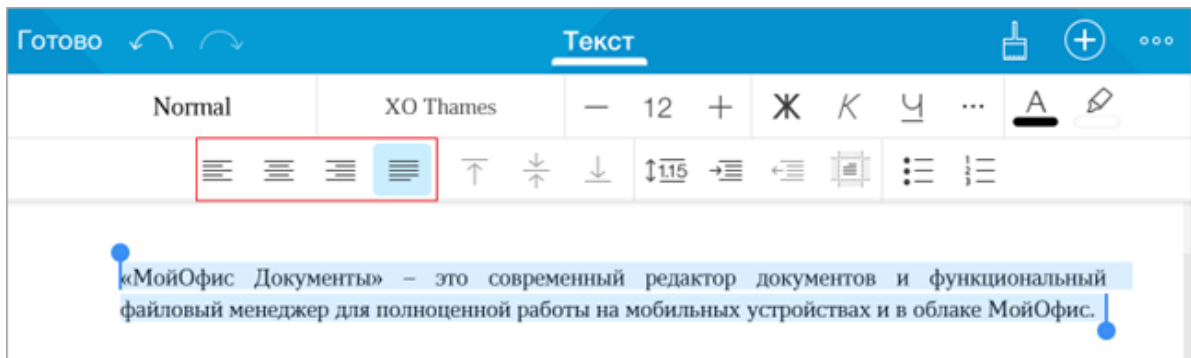 Готово
Текст
Normal XO Thames — 12 + Ж К Ч ... А
1.15
«МойОфис Документы» – это современный редактор документов и функциональный
файловый менеджер для полноценной работы на мобильных устройствах и в облаке МойОфис.